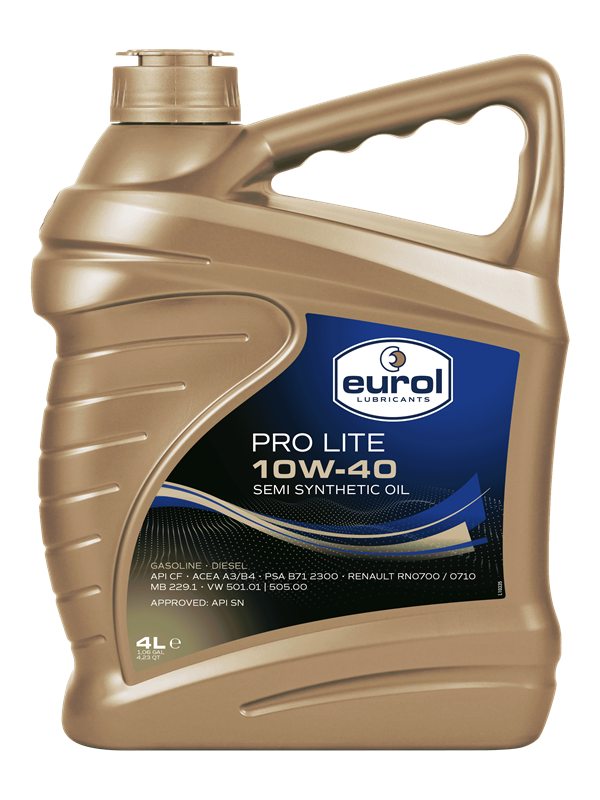 eurol
LUBRICANTS
PRO LITE
10W-40
SEMI SYNTHETIC OIL
GASOLINE • DIESEL
API CF • ACEA A3/B4 • PSA B71 2300 • RENAULT RN0700 / 0710
MB 229.1 • VW 501.01 | 505.00
APPROVED: API SN
4L e
1,06 GAL
4,23 QT